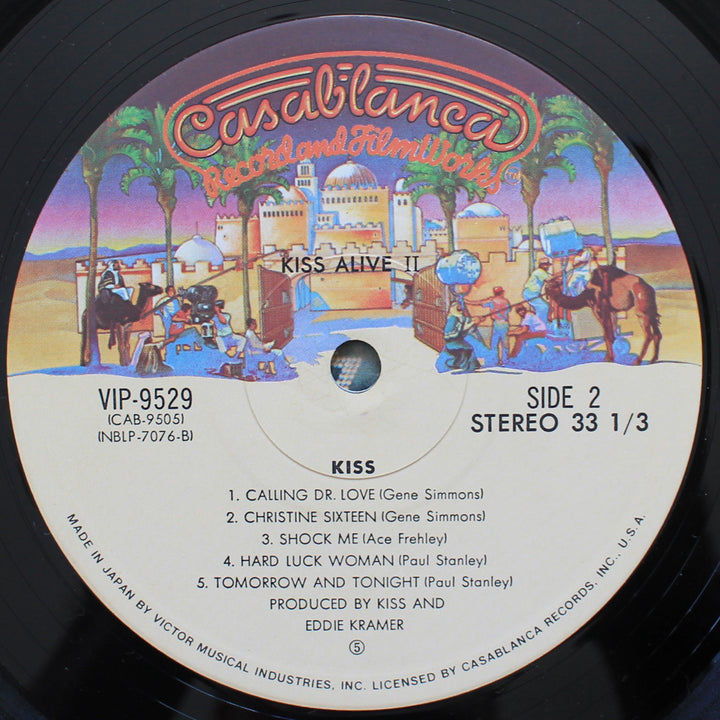 Casablanca
Record and FilmWorks™
KISS ALIVE II
VIP-9529
(CAB-9505)
(NBLP-7076-B)
SIDE 2
STEREO 33 1/3
KISS
1. CALLING DR. LOVE (Gene Simmons)
2. CHRISTINE SIXTEEN (Gene Simmons)
3. SHOCK ME (Ace Frehley)
4. HARD LUCK WOMAN (Paul Stanley)
5. TOMORROW AND TONIGHT (Paul Stanley)
PRODUCED BY KISS AND
EDDIE KRAMER
⑤
MADE IN JAPAN BY VICTOR MUSICAL INDUSTRIES, INC. LICENSED BY CASABLANCA RECORDS, INC., U.S.A.